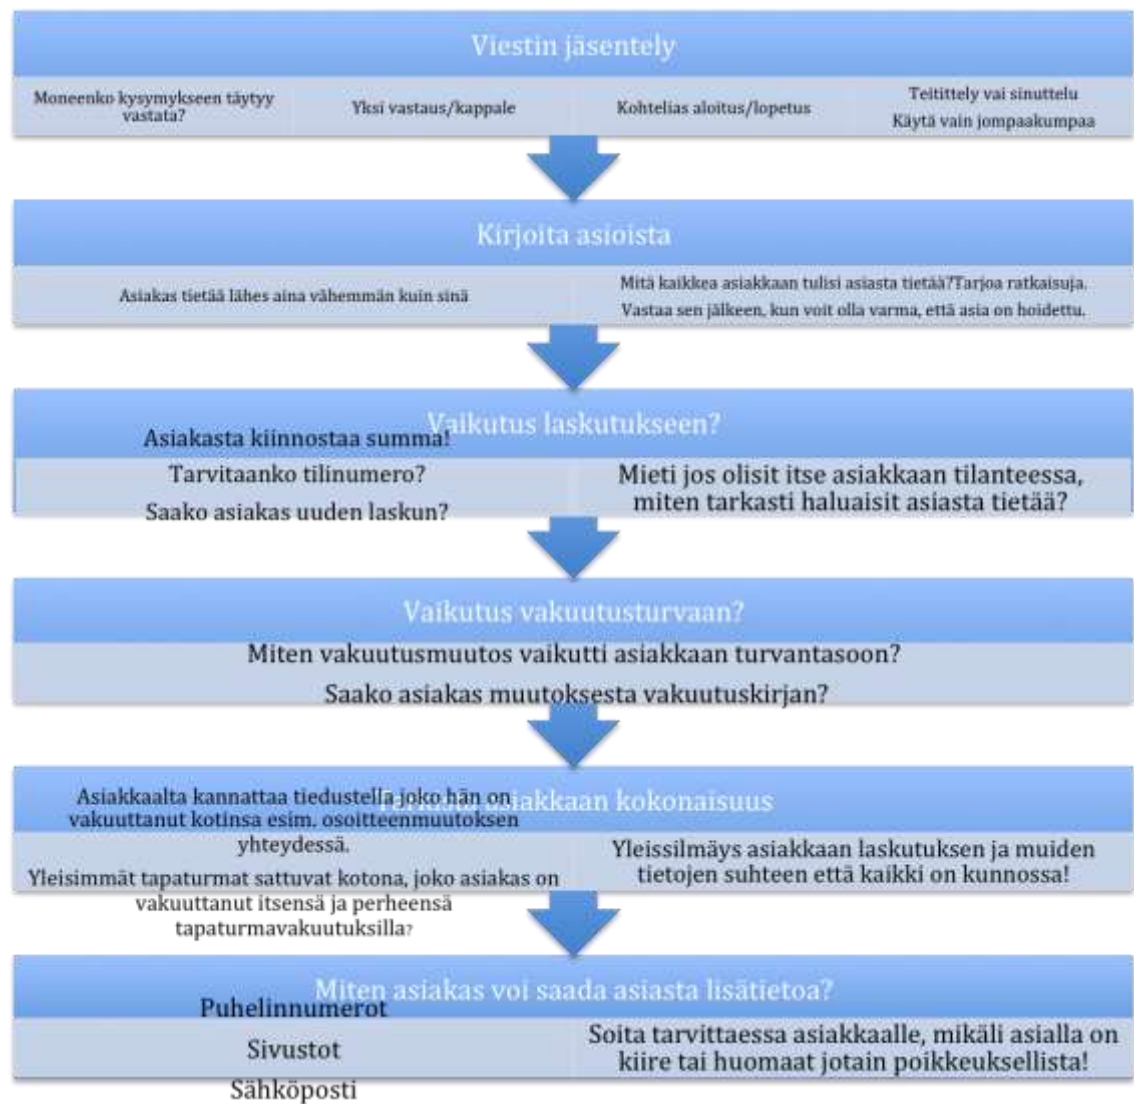 Viestin jäsentely
Moneenko kysymykseen täytyy
vastata?
Yksi vastaus/kappale
Kohtelias aloitus/lopetus
Teitittely vai sinuttelu
Käytä vain jompaakumpaa
Kirjoita asioista
Asiakas tietää lähes aina vähemmän kuin sinä
Mitä kaikkea asiakkaan tulisi asiasta tietää?Tarjoa ratkaisuja.
Vastaa sen jälkeen, kun voit olla varma, että asia on hoidettu.
Vaikutus laskutukseen?
Asiakasta kiinnostaa summa!
Tarvitaanko tilinumero?
Saako asiakas uuden laskun?
Mieti jos olisit itse asiakkaan tilanteessa,
miten tarkasti haluaisit asiasta tietää?
Vaikutus vakuutusturvaan?
Miten vakuutusmuutos vaikutti asiakkaan turvantasoon?
Saako asiakas muutoksesta vakuutuskirjan?
asiakkaan kokonaisuus
Asiakkaalta kannattaa tiedustella joko hän on
vakuuttanut kotinsa esim. osoitteenmuutoksen
yhteydessä.
Yleisimmät tapaturmat sattuvat kotona, joko asiakas on
vakuuttanut itsensä ja perheensä
tapaturmavakuutuksilla?
Yleissilmäys asiakkaan laskutuksen ja muiden
tietojen suhteen että kaikki on kunnossa!
Miten asiakas voi saada asiasta lisätietoa?
Puhelinnumerot
Sivustot
Sähköposti
Soita tarvittaessa asiakkaalle, mikäli asialla on
kiire tai huomaat jotain poikkeuksellista!